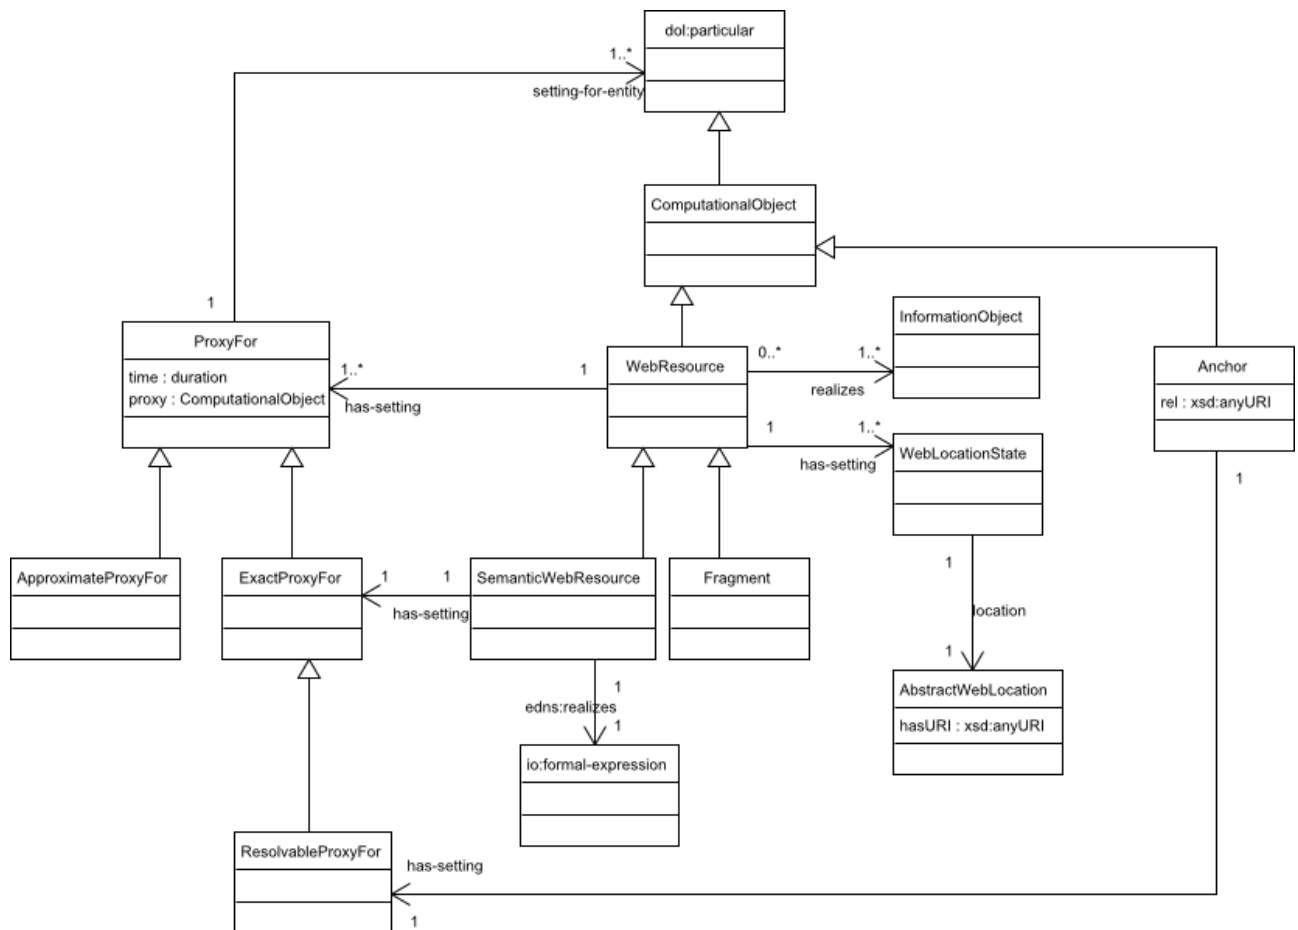 dol:particular
1..*
setting-for-entity
ComputationalObject
1
ProxyFor
time : duration
proxy : ComputationalObject
1..*
has-setting
1
WebResource
0..*
1..*
realizes
InformationObject
Anchor
rel : xsd:anyURI
1
1
1..*
has-setting
WebLocationState
1
location
1
ApproximateProxyFor
ExactProxyFor
1
1
has-setting
SemanticWebResource
Fragment
1
edns:realizes
1
AbstractWebLocation
hasURI : xsd:anyURI
io:formal-expression
ResolvableProxyFor
has-setting
1